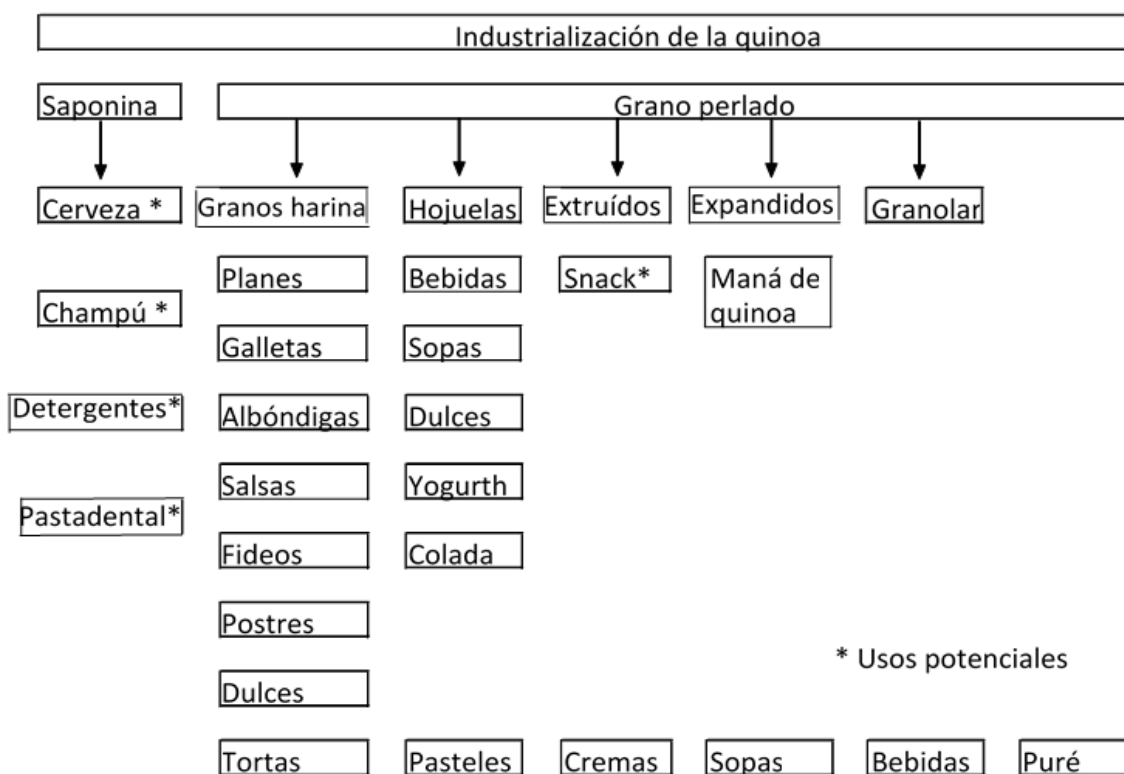 Industrialización de la quinoa
Saponina
Grano perlado
Cerveza *
Granos harina
Hojuelas
Extruídos
Expandidos
Granolar
Planes
Bebidas
Snack*
Maná de
quinoa
Champú *
Galletas
Sopas
Detergentes*
Albóndigas
Dulces
Salsas
Yogurth
Pastadental*
Fideos
Colada
Postres
* Usos potenciales
Dulces
Tortas
Pasteles
Cremas
Sopas
Bebidas
Puré